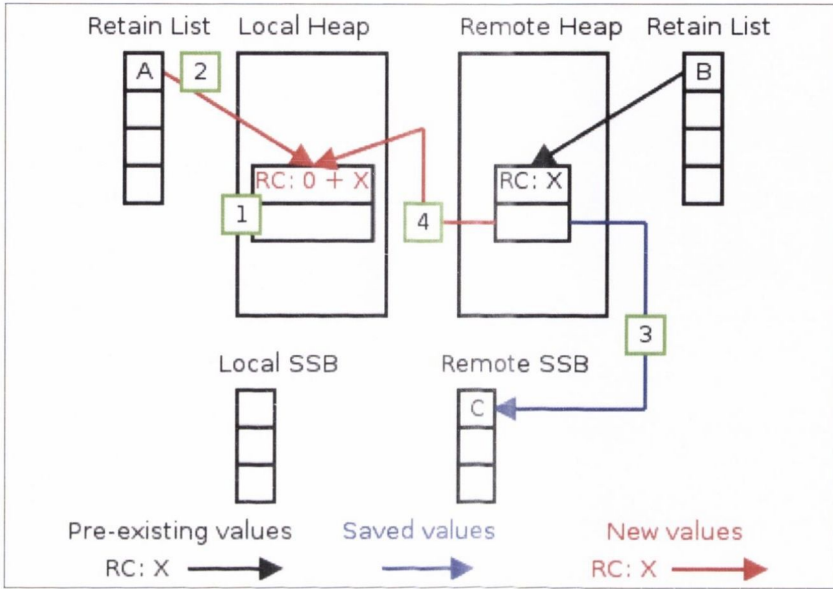 Retain List Local Heap Remote Heap Retain List
A 2 B
RC: 0 + X RC: X
1 4
3
Local SSB Remote SSB
C
Pre-existing values Saved values New values
RC: X RC: X